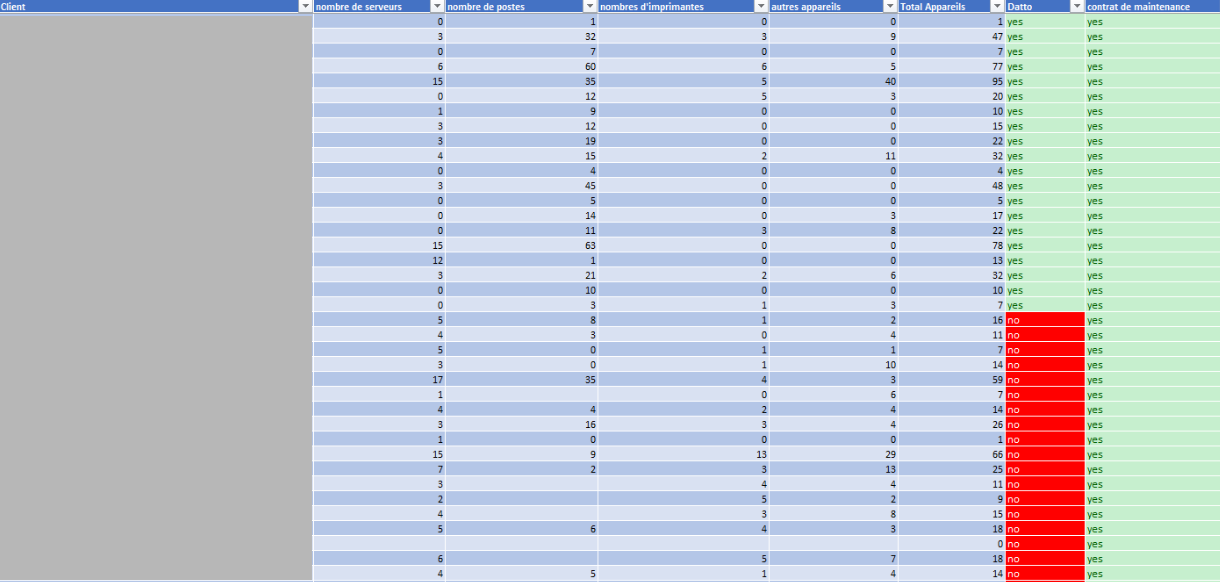 Client nombre de serveurs nombre de postes nombres d'imprimantes autres appareils Total Appareils Datto contrat de maintenance
0 1 0 0 1 yes yes
3 32 3 9 47 yes yes
0 7 0 0 7 yes yes
6 60 6 5 77 yes yes
15 35 5 40 95 yes yes
0 12 5 3 20 yes yes
1 9 0 0 10 yes yes
3 12 0 0 15 yes yes
3 19 0 0 22 yes yes
4 15 2 11 32 yes yes
0 4 0 0 4 yes yes
3 45 0 0 48 yes yes
0 5 0 0 5 yes yes
0 14 0 3 17 yes yes
0 11 3 8 22 yes yes
15 63 0 0 78 yes yes
12 1 0 0 13 yes yes
3 21 2 6 32 yes yes
0 10 0 0 10 yes yes
0 3 1 3 7 yes yes
5 8 1 2 16 no yes
4 3 0 4 11 no yes
5 0 1 1 7 no yes
3 0 1 10 14 no yes
17 35 4 3 59 no yes
1 0 6 7 no yes
4 4 2 4 14 no yes
3 16 3 4 26 no yes
1 0 0 0 1 no yes
15 9 13 29 66 no yes
7 2 3 13 25 no yes
3 4 4 11 no yes
2 5 2 9 no yes
4 3 8 15 no yes
5 6 4 3 18 no yes
0 no yes
6 5 7 18 no yes
4 5 1 4 14 no yes